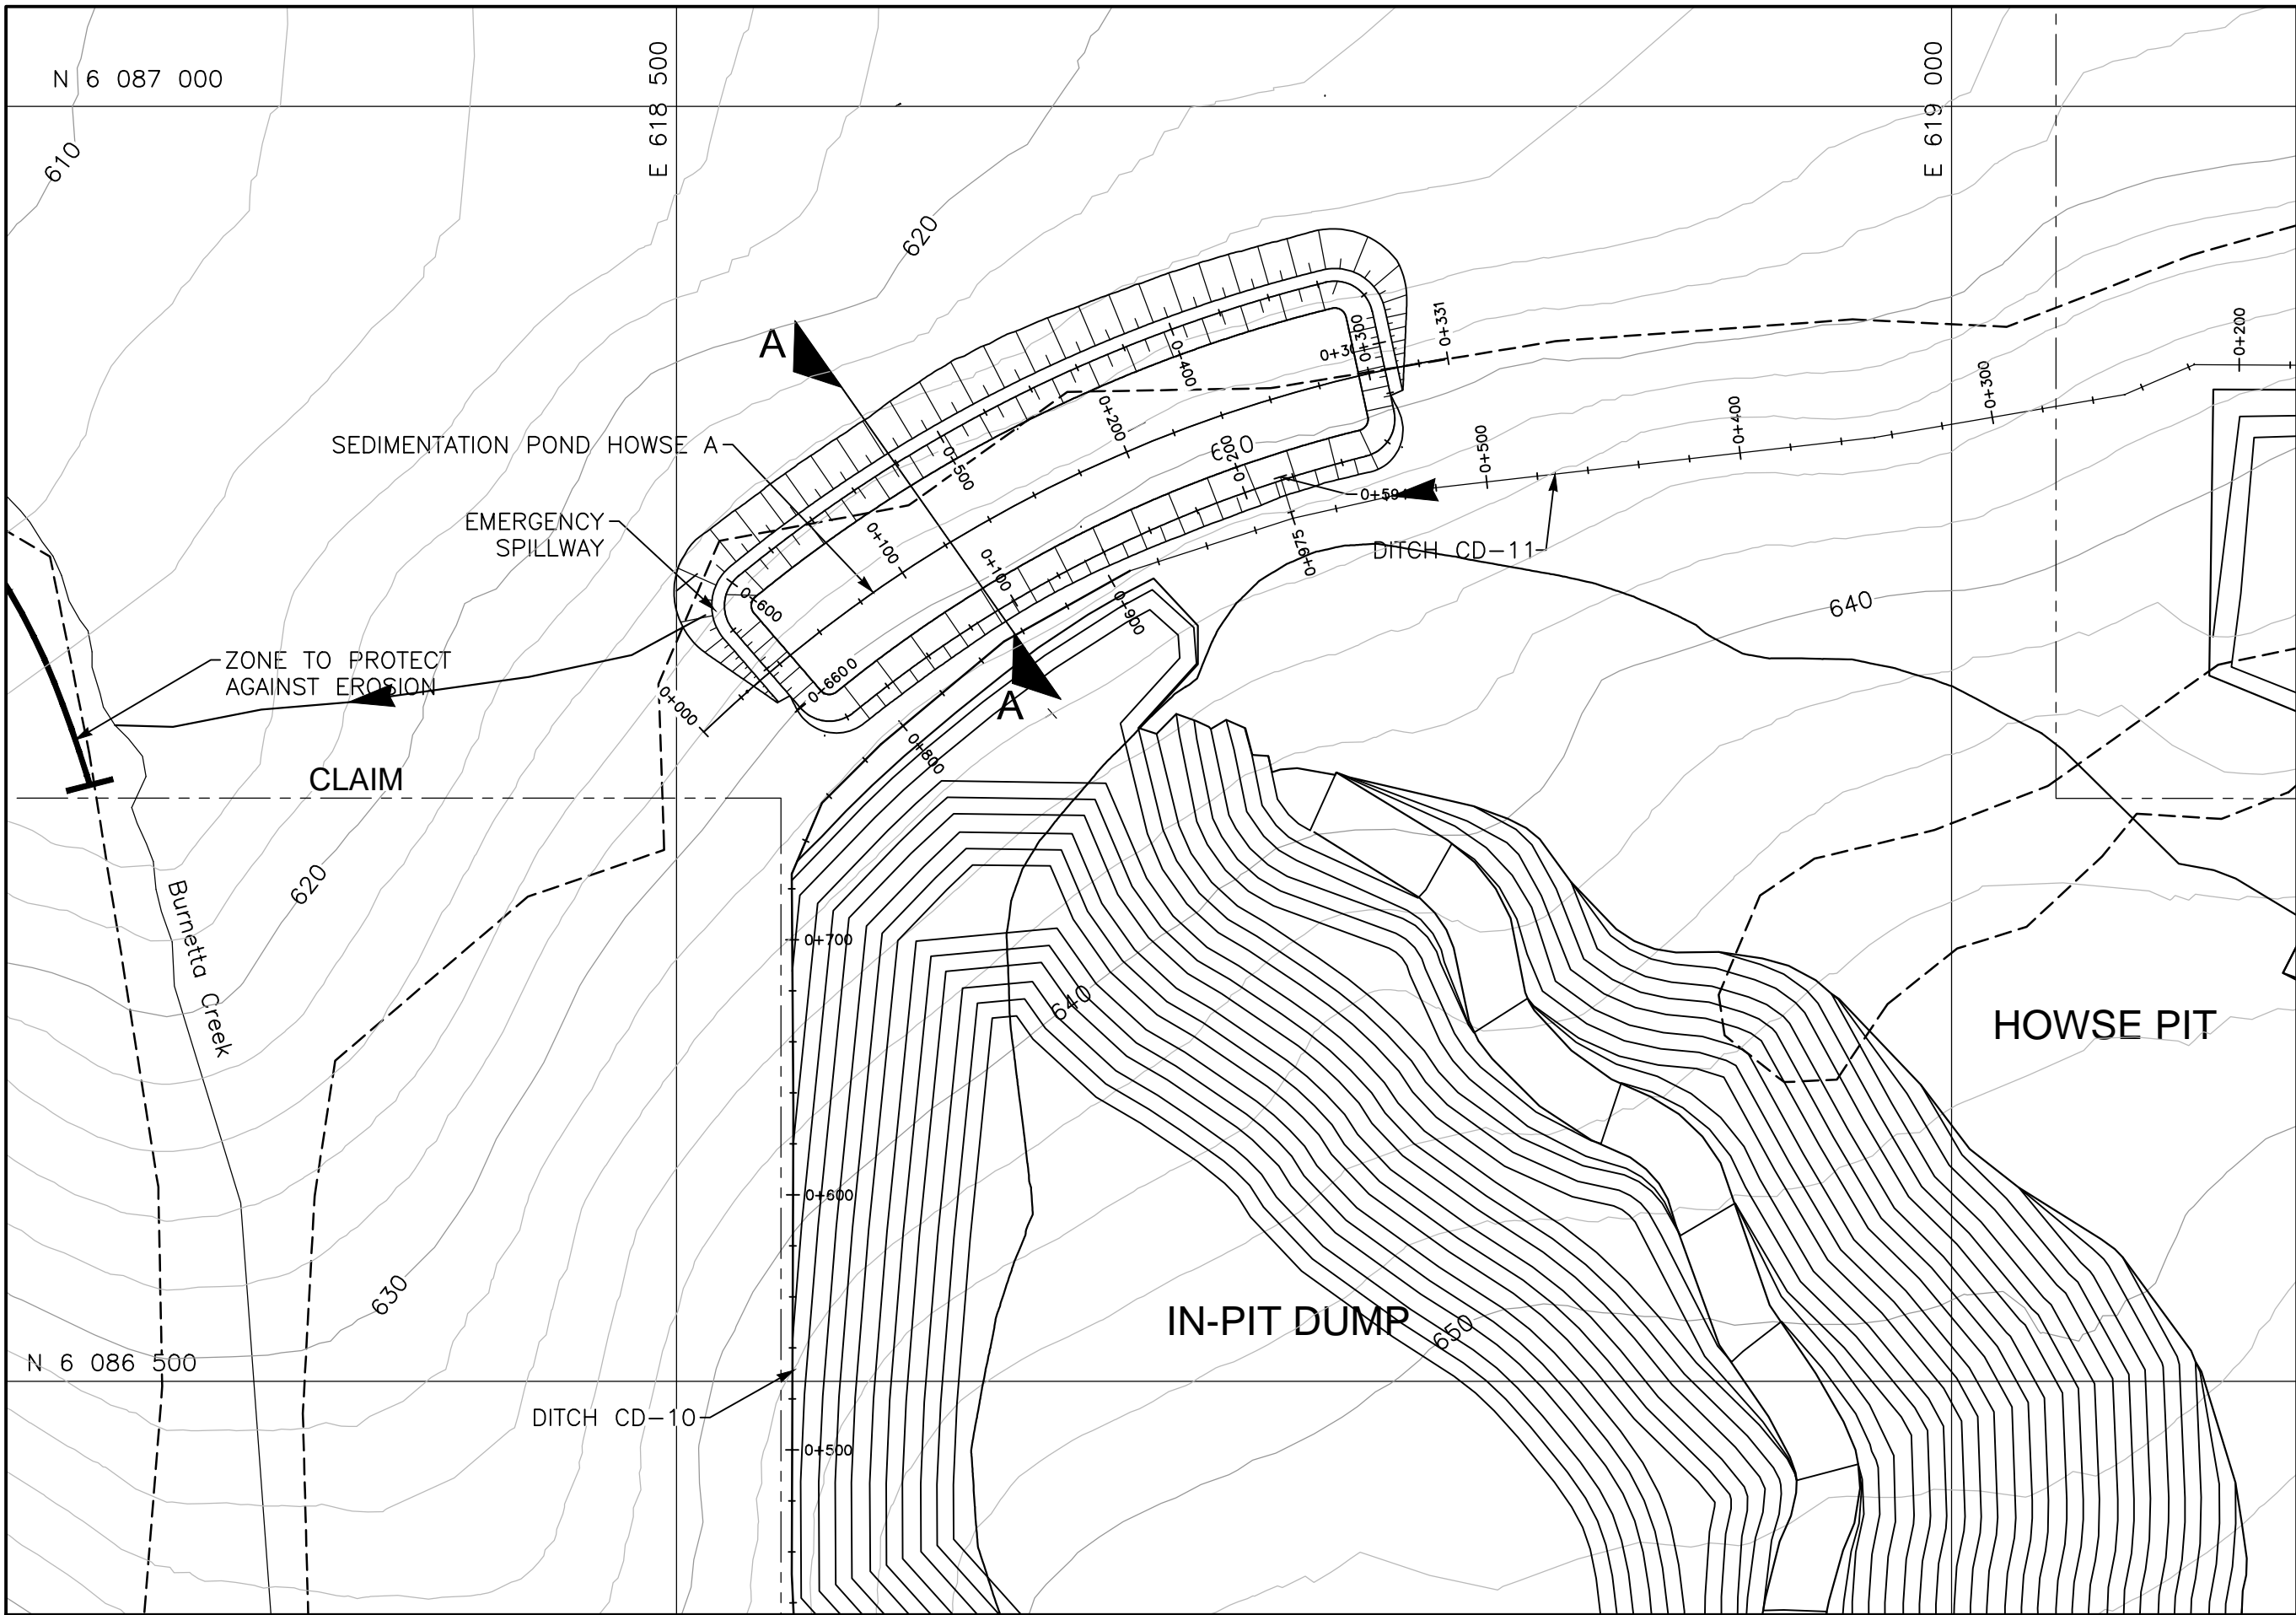 N 6 087 000
E 618 500
E 619 000
610
620
A
0+331
0+300
0+200
0+300
0+400
0+400
0+200
0+500
SEDIMENTATION POND HOWSE A
0+500
0+200
EMERGENCY
SPILLWAY
0+100
0+100
0+975
DITCH CD-11
0+600
0+900
640
ZONE TO PROTECT
AGAINST EROSION
0+660
0+000
A
0+800
CLAIM
620
Burnetta Creek
0+700
640
HOWSE PIT
0+600
630
IN-PIT DUMP
650
N 6 086 500
DITCH CD-10
0+500